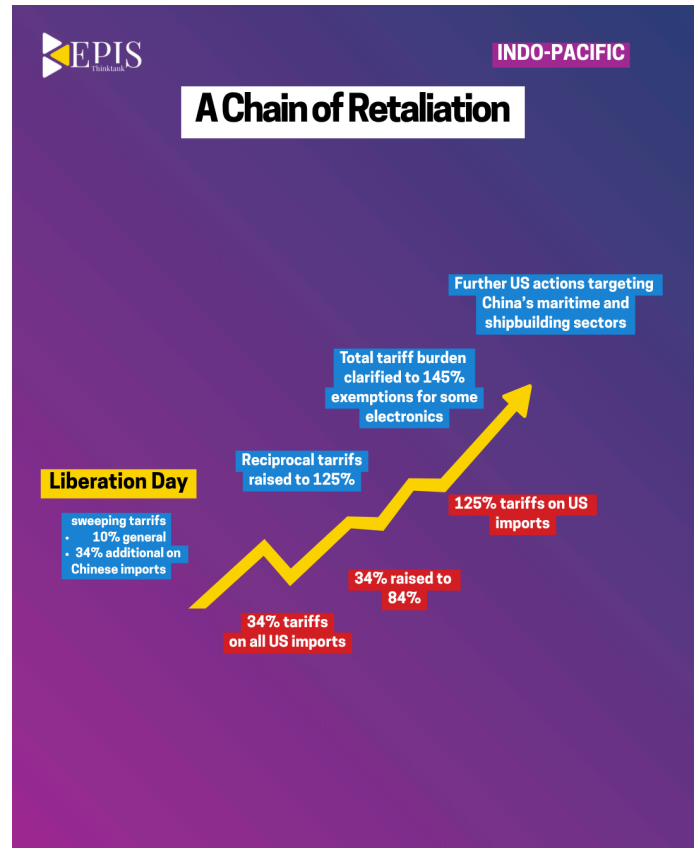 EPIS
Thinktank
INDO-PACIFIC
A Chain of Retaliation
Further US actions targeting
China's maritime and
shipbuilding sectors
Total tariff burden
clarified to 145%
exemptions for some
electronics
Reciprocal tarrifs
raised to 125%
Liberation Day
sweeping tarrifs
• 10% general
• 34% additional on
Chinese imports
125% tariffs on US
imports
34% raised to
84%
34% tariffs
on all US imports